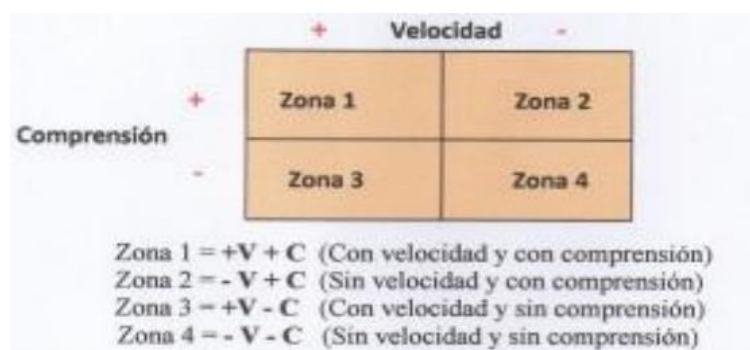 + Velocidad -
+ Zona 1 Zona 2
Comprensión
- Zona 3 Zona 4
Zona 1 = +V + C (Con velocidad y con comprensión)
Zona 2 = - V + C (Sin velocidad y con comprensión)
Zona 3 = +V - C (Con velocidad y sin comprensión)
Zona 4 = - V - C (Sin velocidad y sin comprensión)